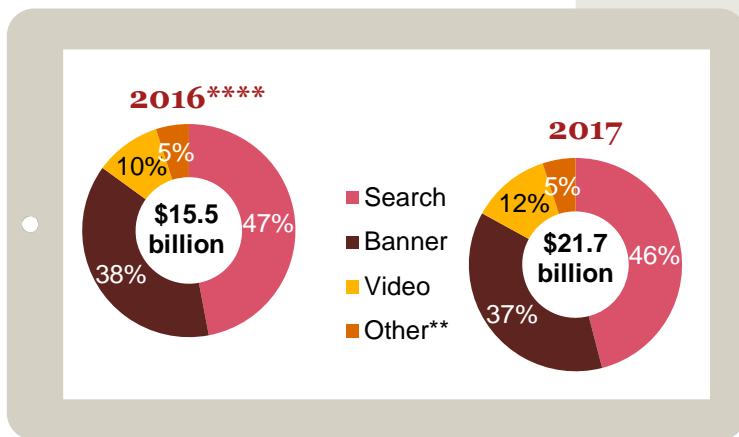 2016****
5%
10%
47%
38%
$15.5
billion
Search
Banner
Video
Other**
2017
5%
12%
46%
37%
$21.7
billion